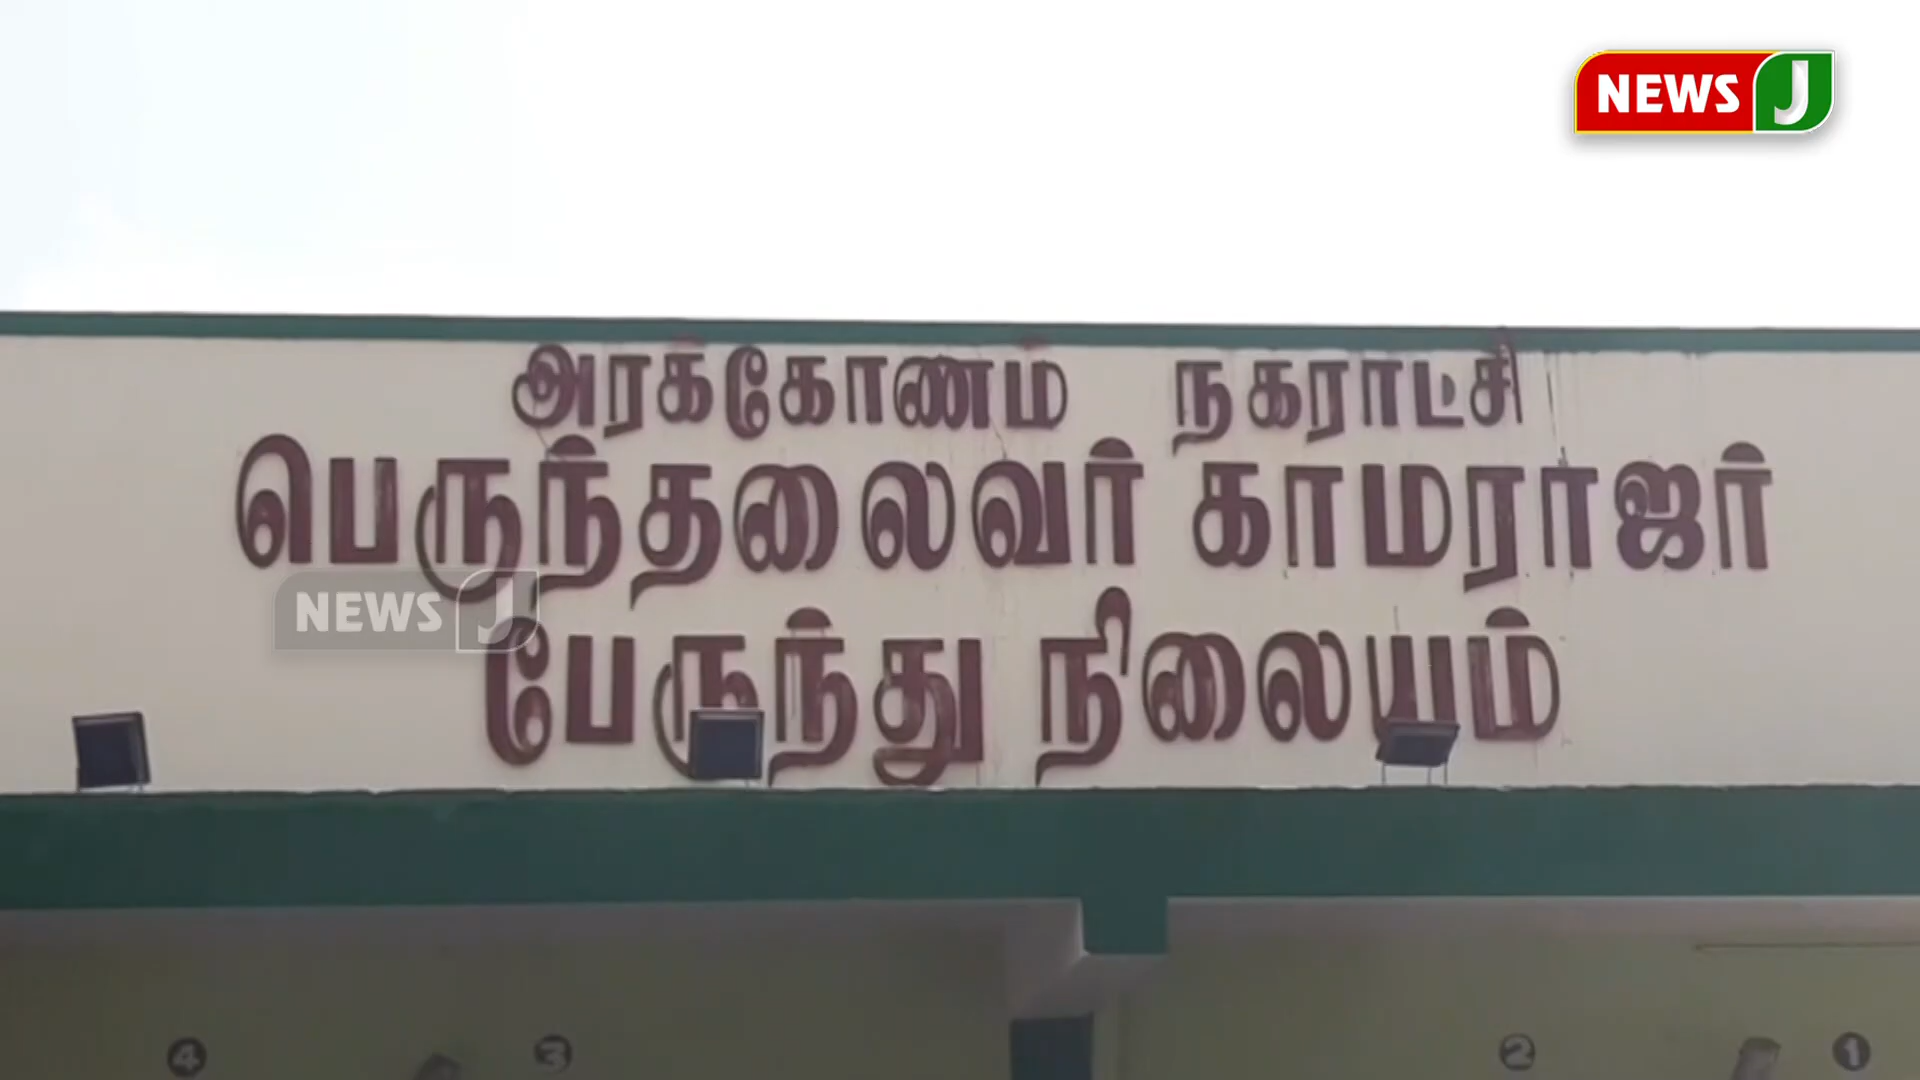 NEWS J
அரக்கோணம் நகராட்சி
பெருந்தலைவர் காமராஜர்
NEWS J
பேருந்து நிலையம்
4 3 2 1